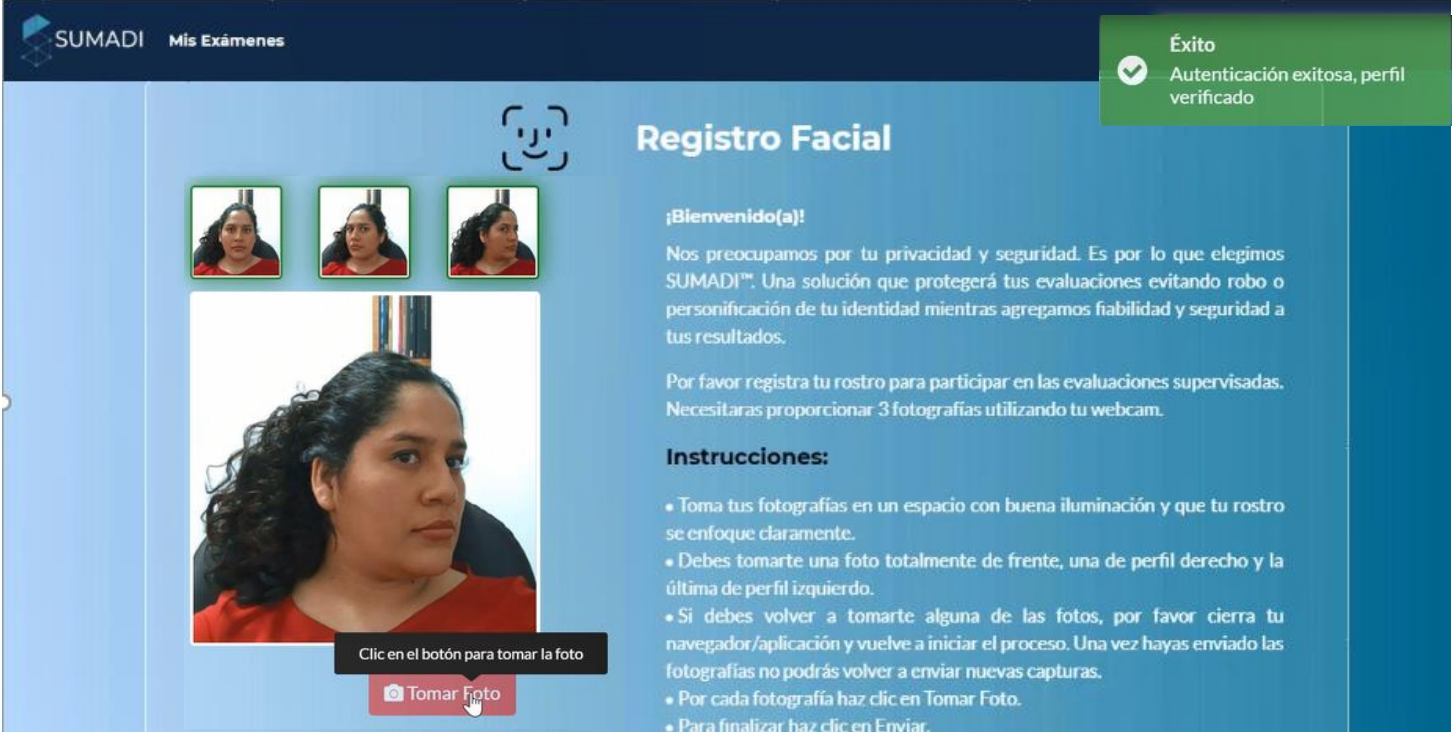 SUMADI
Mis Exámenes
Éxito
Autenticación exitosa, perfil
verificado
Registro Facial
¡Bienvenido(a)!
Nos preocupamos por tu privacidad y seguridad. Es por lo que elegimos
SUMADI™. Una solución que protegerá tus evaluaciones evitando robo o
personificación de tu identidad mientras agregamos fiabilidad y seguridad a
tus resultados.
Por favor registra tu rostro para participar en las evaluaciones supervisadas.
Necesitaras proporcionar 3 fotografías utilizando tu webcam.
Instrucciones:
• Toma tus fotografías en un espacio con buena iluminación y que tu rostro
se enfoque claramente.
• Debes tomarte una foto totalmente de frente, una de perfil derecho y la
última de perfil izquierdo.
• Si debes volver a tomarte alguna de las fotos, por favor cierra tu
navegador/aplicación y vuelve a iniciar el proceso. Una vez hayas enviado las
fotografías no podrás volver a enviar nuevas capturas.
• Por cada fotografía haz clic en Tomar Foto.
• Para finalizar haz clic en Enviar.
Clic en el botón para tomar la foto
Tomar Foto